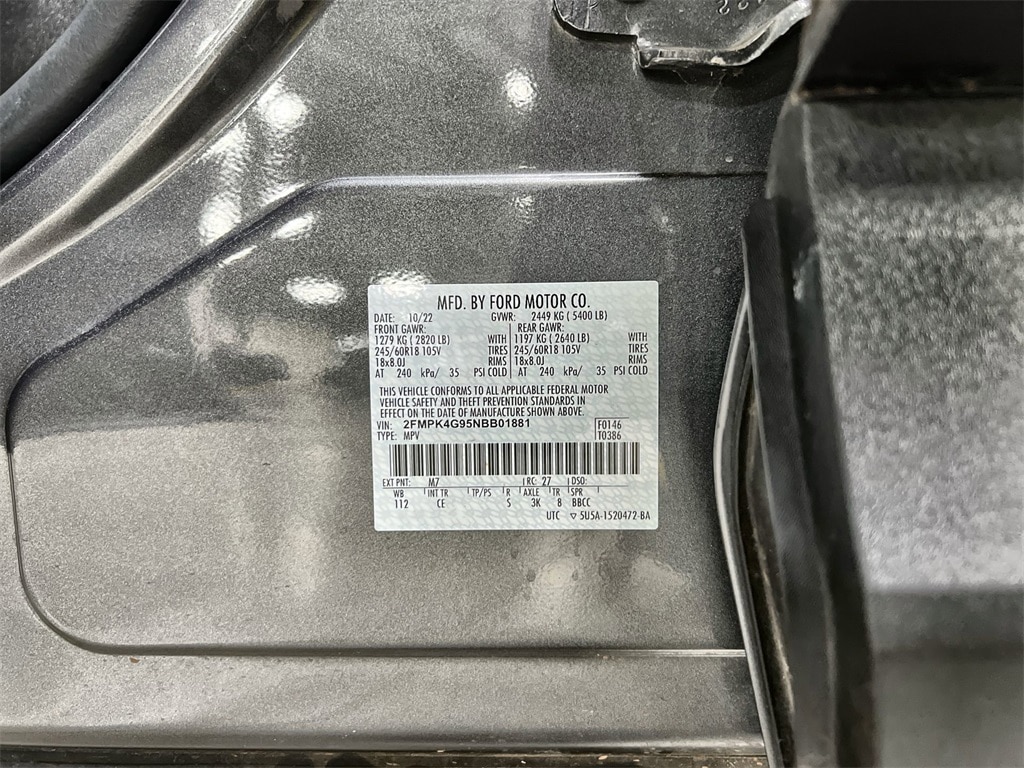 MFD. BY FORD MOTOR CO.
DATE: 10/22 GVWR: 2449 KG ( 5400 LB)
FRONT GAWR: REAR GAWR:
1279 KG ( 2820 LB) WITH 1197 KG ( 2640 LB) WITH
245/60R18 105V TIRES 245/60R18 105V TIRES
18x8.0J RIMS 18x8.0J RIMS
AT 240 kPa/ 35 PSI COLD AT 240 kPa/ 35 PSI COLD
THIS VEHICLE CONFORMS TO ALL APPLICABLE FEDERAL MOTOR
VEHICLE SAFETY AND THEFT PREVENTION STANDARDS IN
EFFECT ON THE DATE OF MANUFACTURE SHOWN ABOVE.
VIN: 2FMPK4G95NBB01881 F0146
TYPE: MPV T0386
EXT PNT: M7 RC: 27 DSO:
WB INT TR TP/PS R AXLE TR SPR
112 CE S 3K 8 BBCC
UTC ▽ 5U5A-1520472-BA